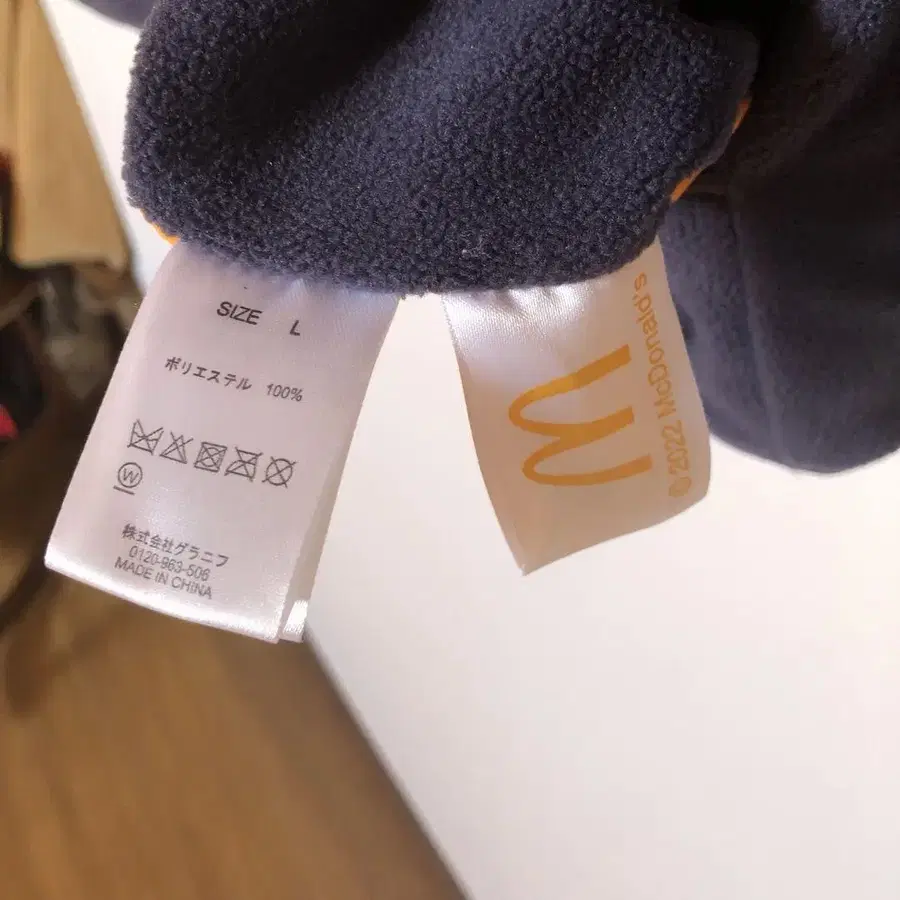 SIZE L
ポリエステル 100%
W
株式会社グラニフ
0120-963-506
MADE IN CHINA
© 2022 McDonald's